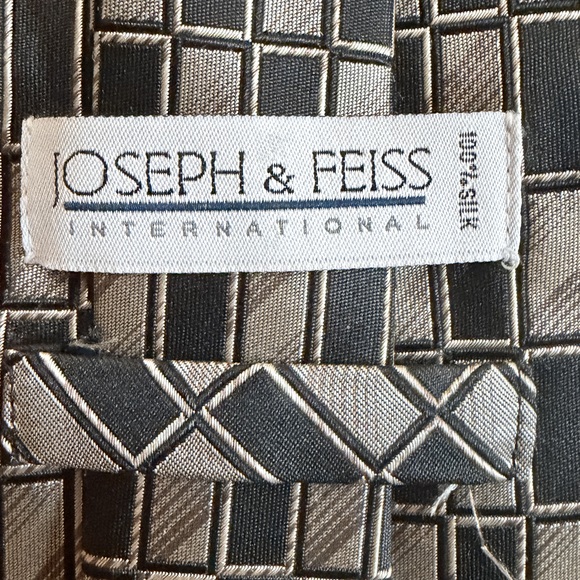 JOSEPH & FEISS
INTERNATIONAL
100% SILK